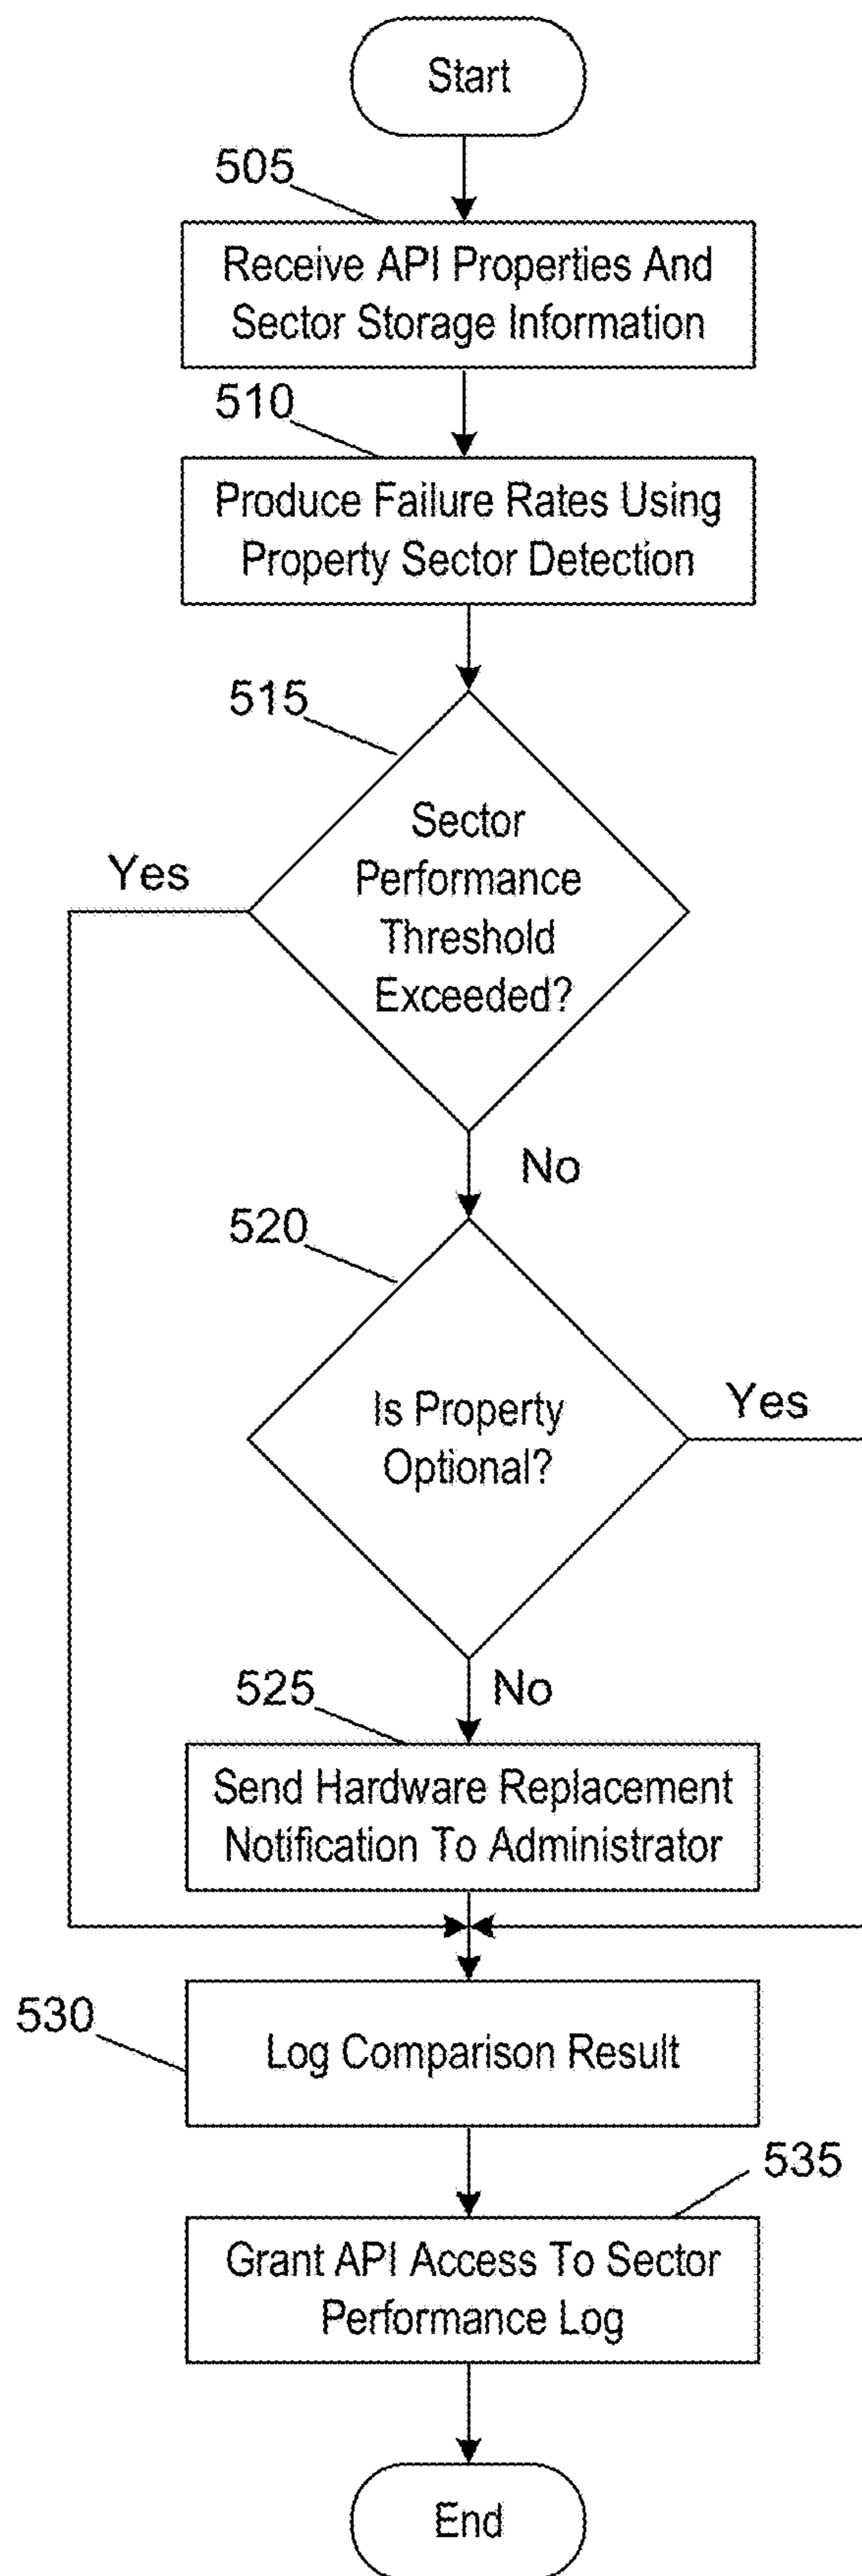 Start
505
Receive API Properties And
Sector Storage Information
510
Produce Failure Rates Using
Property Sector Detection
515
Sector
Performance
Threshold
Exceeded?
Yes
No
520
Is Property
Optional?
Yes
No
525
Send Hardware Replacement
Notification To Administrator
530
Log Comparison Result
535
Grant API Access To Sector
Performance Log
End